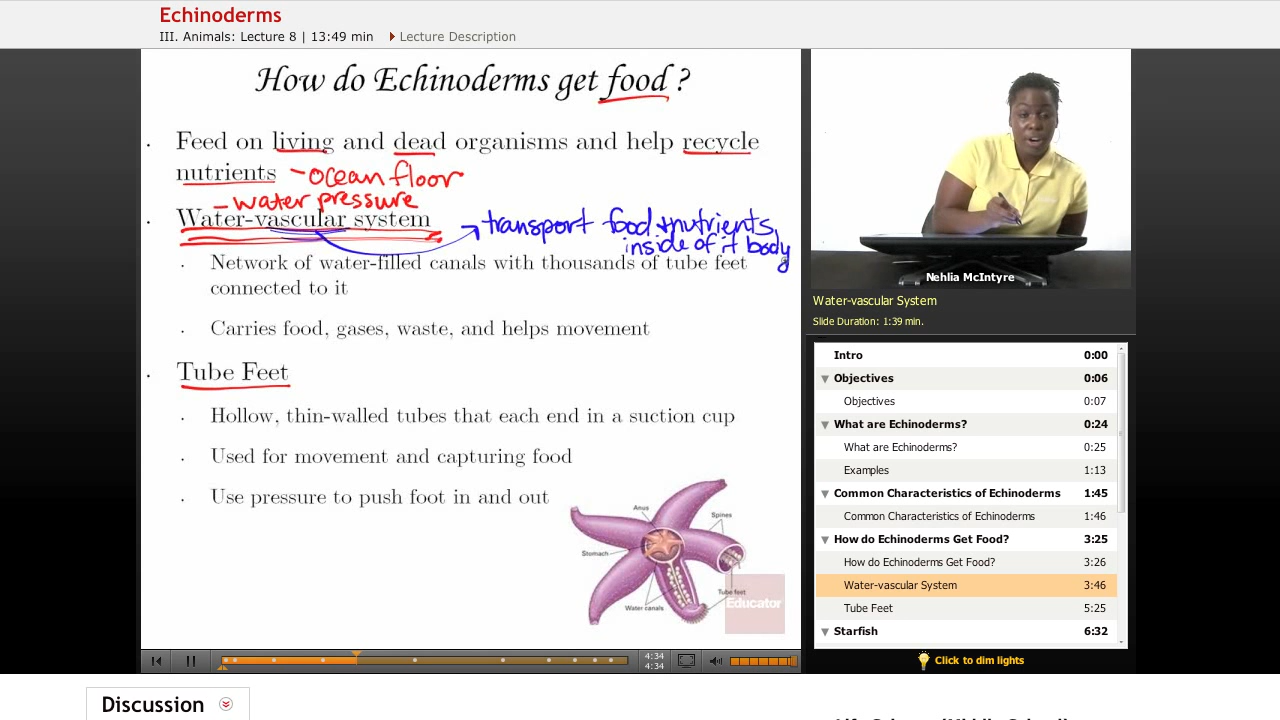 Echinoderms
III. Animals: Lecture 8 | 13:49 min
Lecture Description
How do Echinoderms get food ?
Feed on living and dead organisms and help recycle
nutrients - ocean floor
- water pressure
Water-vascular system
transport food + nutrients
inside of it body
Network of water-filled canals with thousands of tube feet
connected to it
Carries food, gases, waste, and helps movement
Tube Feet
Hollow, thin-walled tubes that each end in a suction cup
Used for movement and capturing food
Use pressure to push foot in and out
Anus
Spines
Stomach
Tube feet
Water canals
Educator
Nehlia McIntyre
Water-vascular System
Slide Duration: 1:39 min.
Intro 0:00
Objectives 0:06
Objectives 0:07
What are Echinoderms? 0:24
What are Echinoderms? 0:25
Examples 1:13
Common Characteristics of Echinoderms 1:45
Common Characteristics of Echinoderms 1:46
How do Echinoderms Get Food? 3:25
How do Echinoderms Get Food? 3:26
Water-vascular System 3:46
Tube Feet 5:25
Starfish 6:32
4:34
4:34
Click to dim lights
Discussion